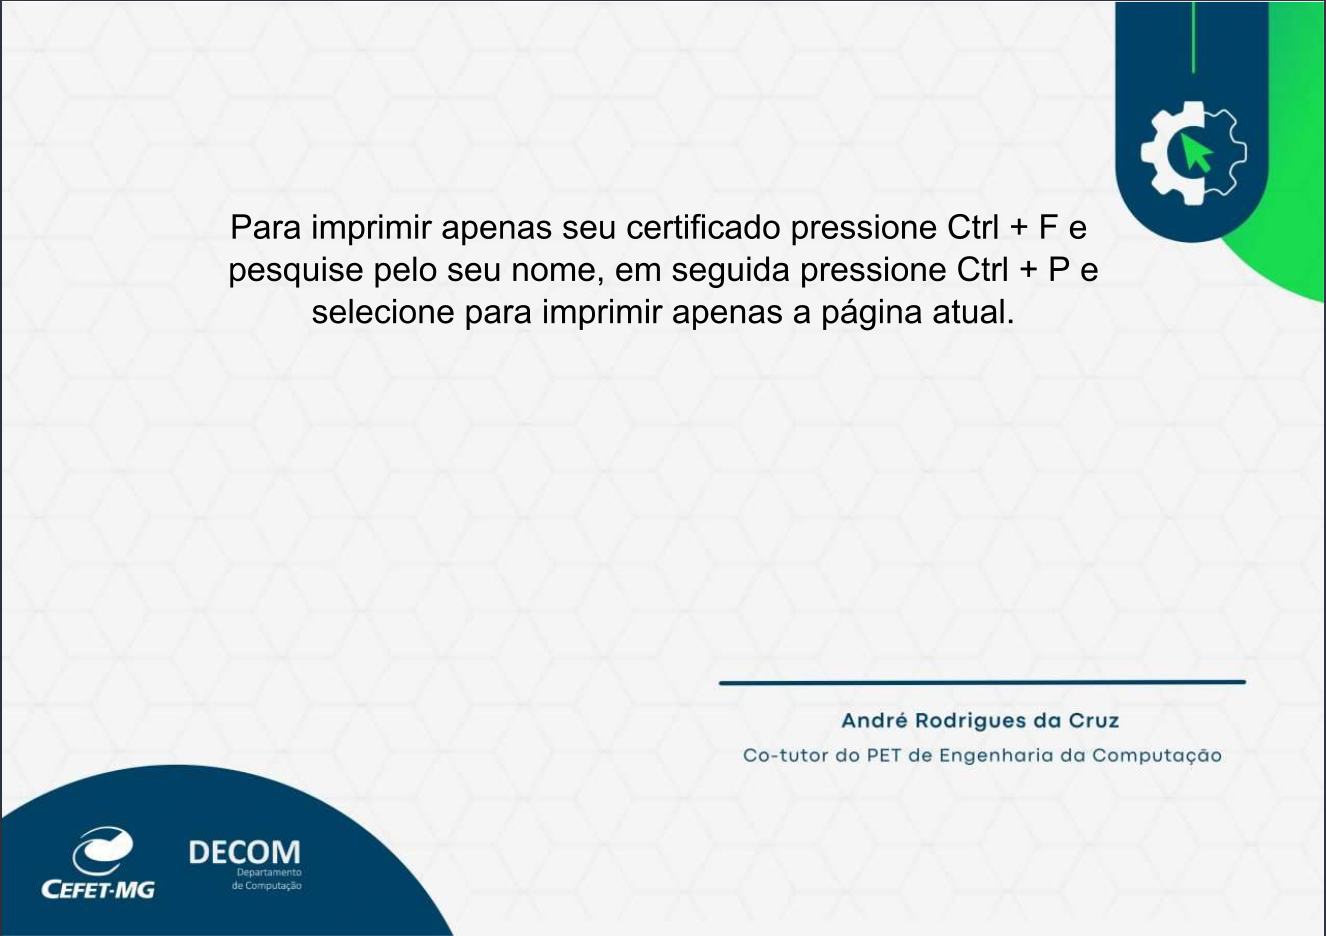 Para imprimir apenas seu certificado pressione Ctrl + F e
pesquise pelo seu nome, em seguida pressione Ctrl + P e
selecione para imprimir apenas a página atual.
André Rodrigues da Cruz
Co-tutor do PET de Engenharia da Computação
CEFET-MG
DECOM
Departamento
de Computação